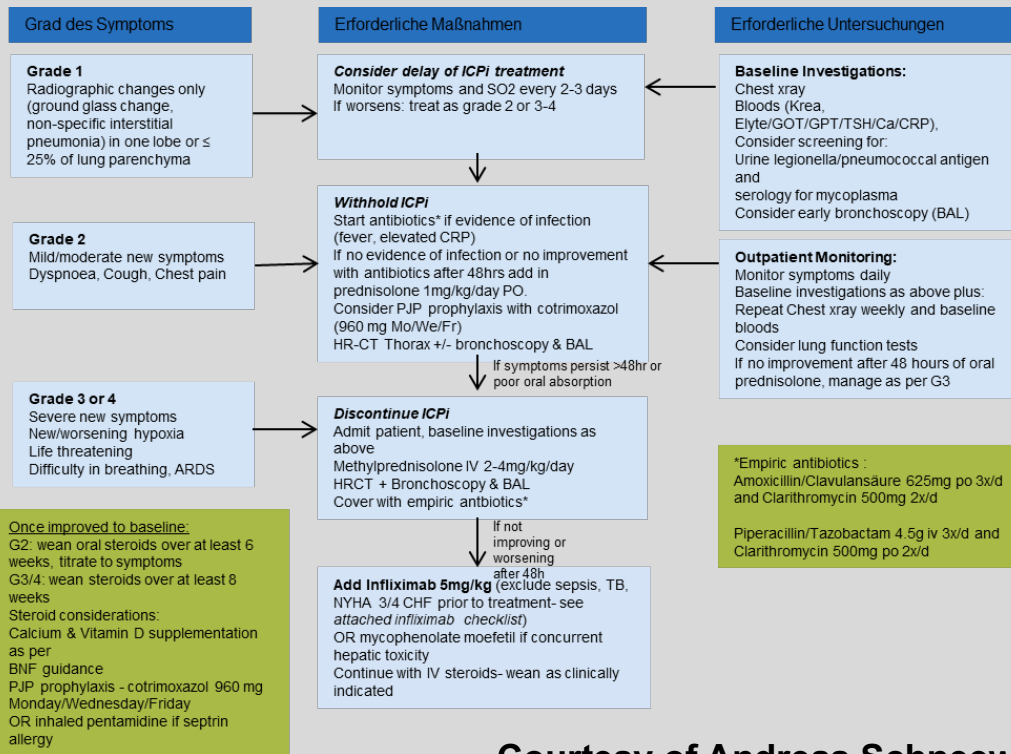 Grad des Symptoms
Erforderliche Maßnahmen
Erforderliche Untersuchungen
Grade 1
Radiographic changes only
(ground glass change,
non-specific interstitial
pneumonia) in one lobe or ≤
25% of lung parenchyma
Consider delay of ICPi treatment
Monitor symptoms and SO2 every 2-3 days
If worsens: treat as grade 2 or 3-4
Baseline Investigations:
Chest xray
Bloods (Krea,
Elyte/GOT/GPT/TSH/Ca/CRP),
Consider screening for:
Urine legionella/pneumococcal antigen
and
serology for mycoplasma
Consider early bronchoscopy (BAL)
Grade 2
Mild/moderate new symptoms
Dyspnoea, Cough, Chest pain
Withhold ICPi
Start antibiotics* if evidence of infection
(fever, elevated CRP)
If no evidence of infection or no improvement
with antibiotics after 48hrs add in
prednisolone 1mg/kg/day PO.
Consider PJP prophylaxis with cotrimoxazol
(960 mg Mo/We/Fr)
HR-CT Thorax +/- bronchoscopy & BAL
Outpatient Monitoring:
Monitor symptoms daily
Baseline investigations as above plus:
Repeat Chest xray weekly and baseline
bloods
Consider lung function tests
If no improvement after 48 hours of oral
prednisolone, manage as per G3
If symptoms persist >48hr or
poor oral absorption
Grade 3 or 4
Severe new symptoms
New/worsening hypoxia
Life threatening
Difficulty in breathing, ARDS
Discontinue ICPi
Admit patient, baseline investigations as
above
Methylprednisolone IV 2-4mg/kg/day
HRCT + Bronchoscopy & BAL
Cover with empiric antbiotics*
*Empiric antibiotics :
Amoxicillin/Clavulansäure 625mg po 3x/d
and Clarithromycin 500mg 2x/d
Piperacillin/Tazobactam 4.5g iv 3x/d and
Clarithromycin 500mg po 2x/d
If not
improving or
worsening
after 48h
Once improved to baseline:
G2: wean oral steroids over at least 6
weeks, titrate to symptoms
G3/4: wean steroids over at least 8
weeks
Steroid considerations:
Calcium & Vitamin D supplementation
as per
BNF guidance
PJP prophylaxis - cotrimoxazol 960 mg
Monday/Wednesday/Friday
OR inhaled pentamidine if septrin
allergy
Add Infliximab 5mg/kg (exclude sepsis, TB,
NYHA 3/4 CHF prior to treatment- see
attached infliximab checklist)
OR mycophenolate moefetil if concurrent
hepatic toxicity
Continue with IV steroids- wean as clinically
indicated
Courtesy of Andreas